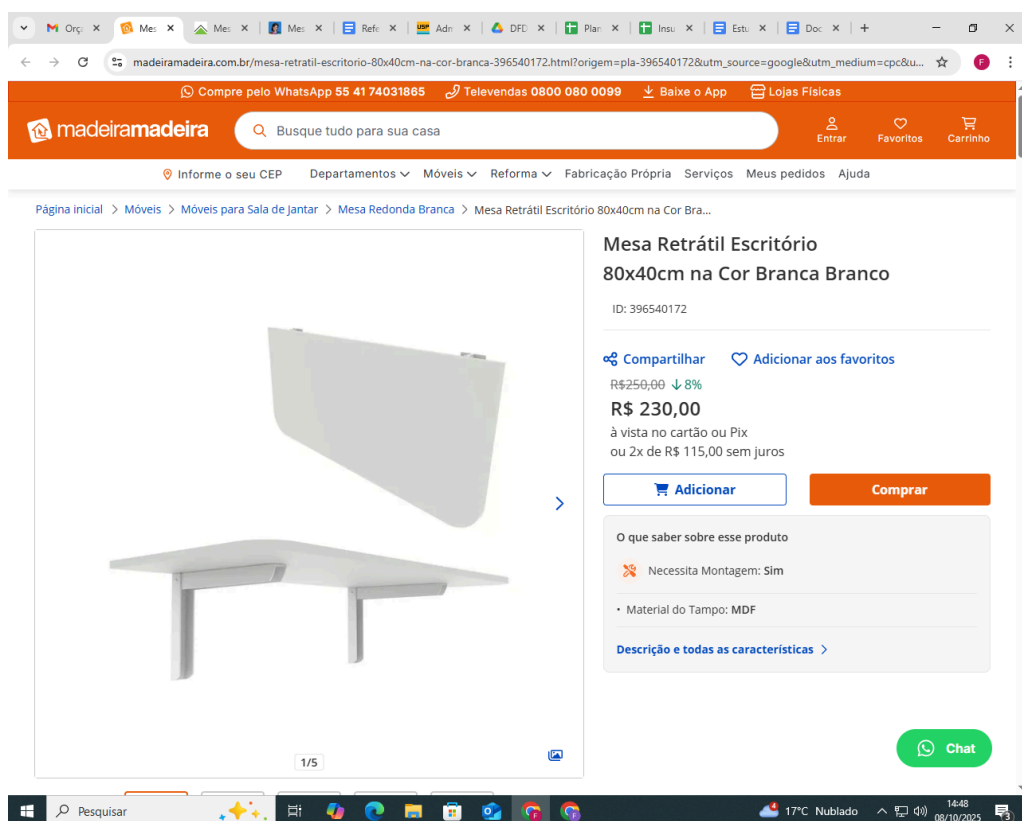 Orç
Mes
Mes
Mes
Refe
USP Adn
DFD
Plan
Insu
Estu
Doc
madeiramadeira.com.br/mesa-retratil-escritorio-80x40cm-na-cor-branca-396540172.html?origem=pla-396540172&utm_source=google&utm_medium=cpc&u...
F
Compre pelo WhatsApp 55 41 74031865 Televendas 0800 080 0099 Baixe o App Lojas Físicas
madeiramadeira
Busque tudo para sua casa
Entrar Favoritos Carrinho
Informe o seu CEP Departamentos Móveis Reforma Fabricação Própria Serviços Meus pedidos Ajuda
Página inicial > Móveis > Móveis para Sala de Jantar > Mesa Redonda Branca > Mesa Retrátil Escritório 80x40cm na Cor Bra...
Mesa Retrátil Escritório
80x40cm na Cor Branca Branco
ID: 396540172
Compartilhar Adicionar aos favoritos
R$250,00 ↓ 8%
R$ 230,00
à vista no cartão ou Pix
ou 2x de R$ 115,00 sem juros
Adicionar Comprar
O que saber sobre esse produto
Necessita Montagem: Sim
• Material do Tampo: MDF
Descrição e todas as características >
1/5
Chat
Pesquisar
4
17°C Nublado
14:48
08/10/2025
3